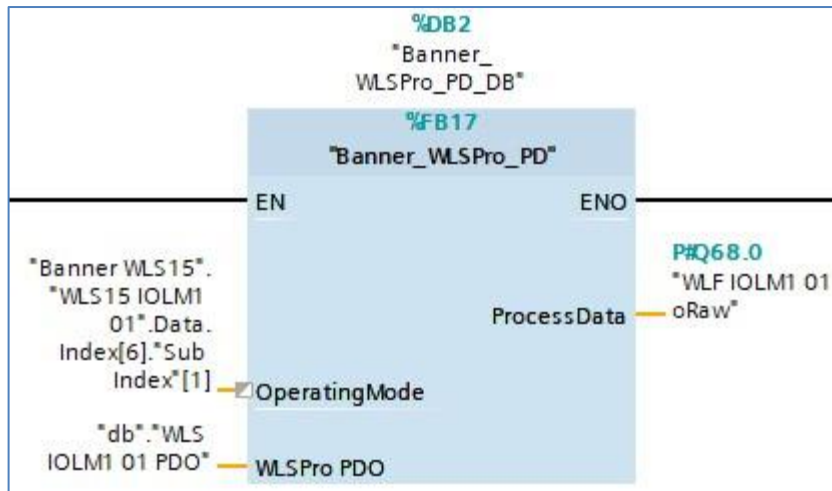 %DB2
"Banner_
WLSPro_PD_DB"
%FB17
"Banner_WLSPro_PD"
EN
ENO
"Banner WLS15".
"WLS15 IOLM1
01".Data.
Index[6]."Sub
Index"[1]
OperatingMode
P#Q68.0
"WLF IOLM1 01
oRaw"
ProcessData
"db"."WLS
IOLM1 01 PDO"
WLSPro PDO